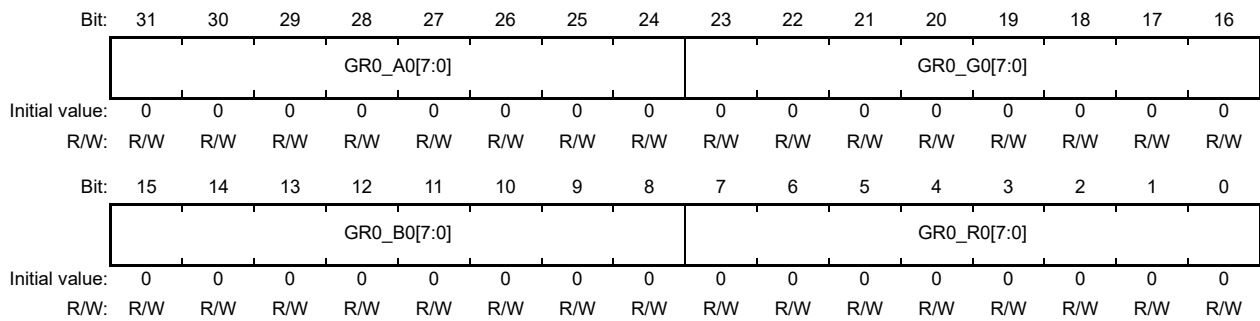 Bit: 31 30 29 28 27 26 25 24 23 22 21 20 19 18 17 16
GR0_A0[7:0] GR0_G0[7:0]
Initial value: 0 0 0 0 0 0 0 0 0 0 0 0 0 0 0 0
R/W: R/W R/W R/W R/W R/W R/W R/W R/W R/W R/W R/W R/W R/W R/W R/W R/W
Bit: 15 14 13 12 11 10 9 8 7 6 5 4 3 2 1 0
GR0_B0[7:0] GR0_R0[7:0]
Initial value: 0 0 0 0 0 0 0 0 0 0 0 0 0 0 0 0
R/W: R/W R/W R/W R/W R/W R/W R/W R/W R/W R/W R/W R/W R/W R/W R/W R/W